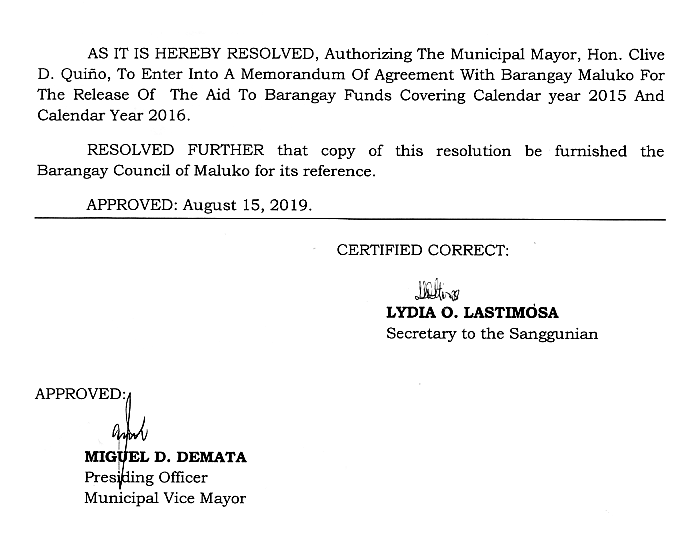 AS IT IS HEREBY RESOLVED, Authorizing The Municipal Mayor, Hon. Clive
D. Quiño, To Enter Into A Memorandum Of Agreement With Barangay Maluko For
The Release Of The Aid To Barangay Funds Covering Calendar year 2015 And
Calendar Year 2016.
RESOLVED FURTHER that copy of this resolution be furnished the
Barangay Council of Maluko for its reference.
APPROVED: August 15, 2019.
CERTIFIED CORRECT:
LYDIA O. LASTIMOSA
Secretary to the Sanggunian
APPROVED:
MIGUEL D. DEMATA
Presiding Officer
Municipal Vice Mayor